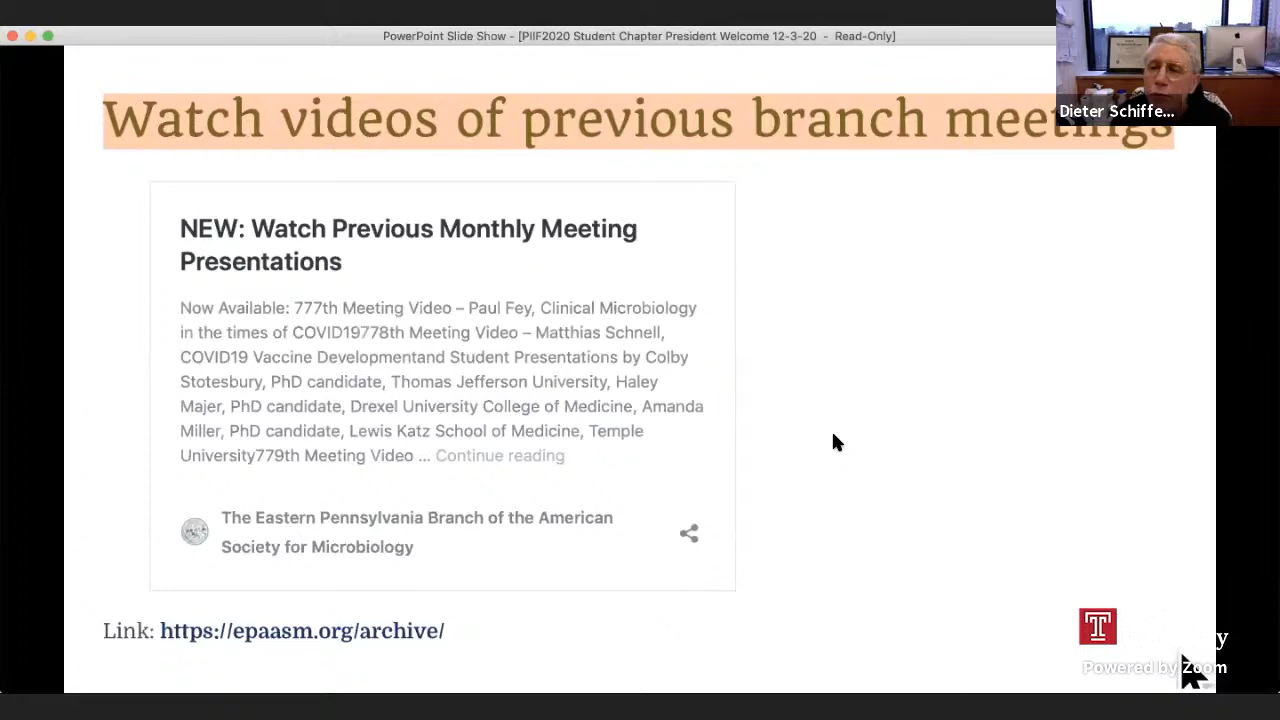 PowerPoint Slide Show - [PIIF2020 Student Chapter President Welcome 12-3-20 - Read-Only]
Dieter Schiffe...
Watch videos of previous branch meetings
NEW: Watch Previous Monthly Meeting
Presentations
Now Available: 777th Meeting Video – Paul Fey, Clinical Microbiology
in the times of COVID19778th Meeting Video – Matthias Schnell,
COVID19 Vaccine Developmentand Student Presentations by Colby
Stotesbury, PhD candidate, Thomas Jefferson University, Haley
Majer, PhD candidate, Drexel University College of Medicine, Amanda
Miller, PhD candidate, Lewis Katz School of Medicine, Temple
University779th Meeting Video ... Continue reading
The Eastern Pennsylvania Branch of the American
Society for Microbiology
Link: https://epaasm.org/archive/
Powered by Zoom